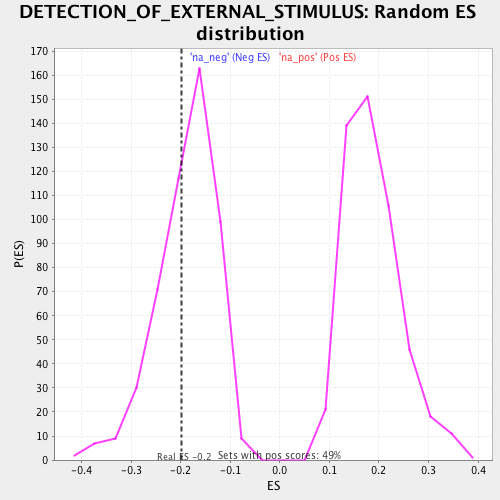 DETECTION_OF_EXTERNAL_STIMULUS: Random ES
distribution
'na_neg' (Neg ES) 'na_pos' (Pos ES)
170
160
150
140
130
120
110
100
90
80
70
60
50
40
30
20
10
0
P(ES)
Real ES -0.2 Sets with pos scores: 49%
-0.4 -0.3 -0.2 -0.1 0.0 0.1 0.2 0.3 0.4
ES